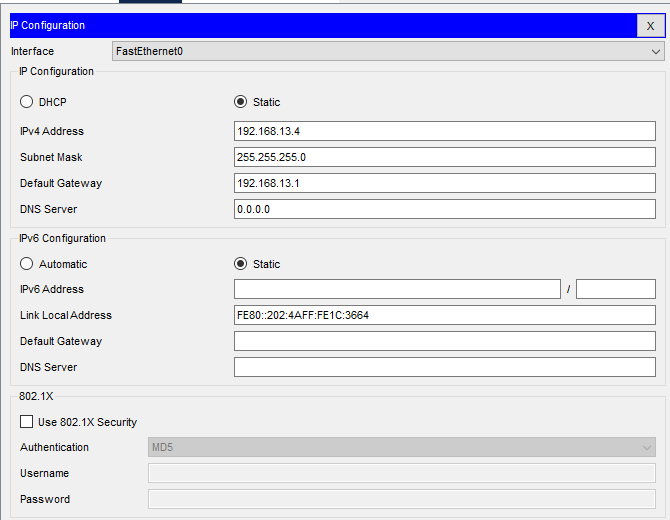 IP Configuration X
Interface FastEthernet0
IP Configuration
DHCP Static
IPv4 Address 192.168.13.4
Subnet Mask 255.255.255.0
Default Gateway 192.168.13.1
DNS Server 0.0.0.0
IPv6 Configuration
Automatic Static
IPv6 Address /
Link Local Address FE80::202:4AFF:FE1C:3664
Default Gateway
DNS Server
802.1X
Use 802.1X Security
Authentication MD5
Username
Password